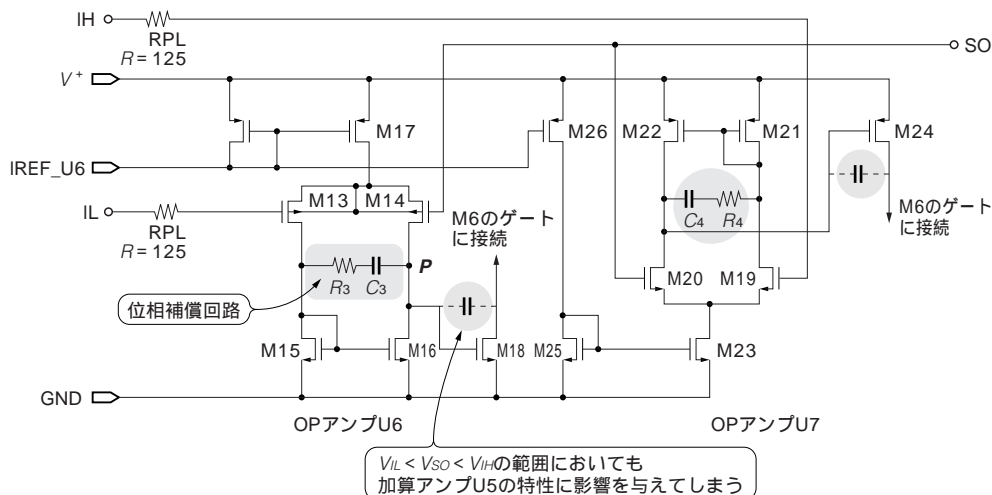 IH
RPL
R = 125
SO
V⁺
M17
M26
M22
M21
M24
IREF_U6
M13
M14
IL
RPL
R = 125
M6のゲート
に接続
C4
R4
M6のゲート
に接続
P
R3
C3
M20
M19
位相補償回路
M15
M16
M18
M25
M23
GND
OPアンプU6
OPアンプU7
VIL < VSO < VIHの範囲においても
加算アンプU5の特性に影響を与えてしまう